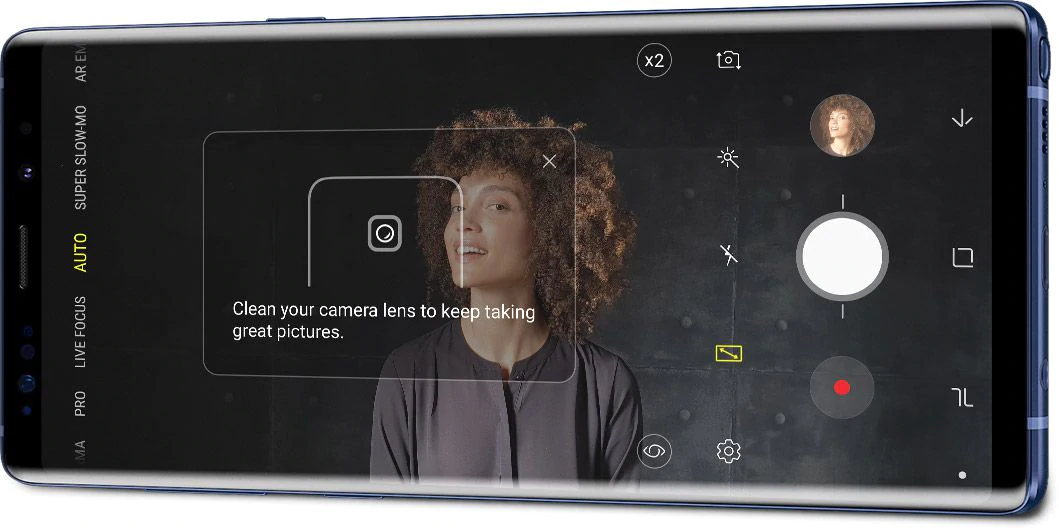 AR EM
SUPER SLOW-MO
AUTO
LIVE FOCUS
PRO
MA
x2
Clean your camera lens to keep taking
great pictures.